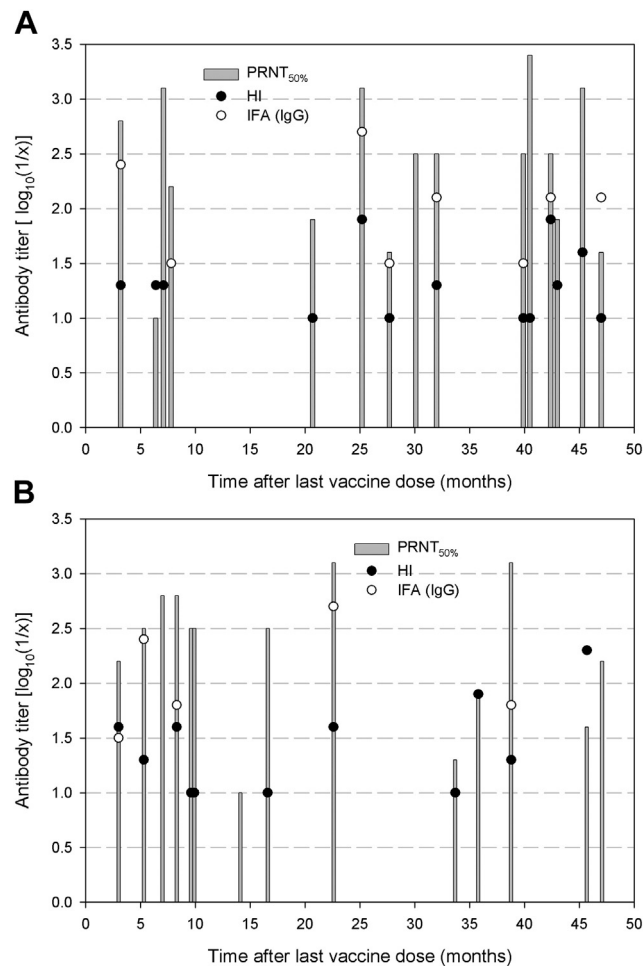 A
3.5
3.0
2.5
2.0
1.5
1.0
0.5
0.0
Antibody titer [ log10(1/x)]
PRNT50%
HI
IFA (IgG)
0 5 10 15 20 25 30 35 40 45 50
Time after last vaccine dose (months)
B
3.5
3.0
2.5
2.0
1.5
1.0
0.5
0.0
Antibody titer [log10(1/x)]
PRNT50%
HI
IFA (IgG)
0 5 10 15 20 25 30 35 40 45 50
Time after last vaccine dose (months)